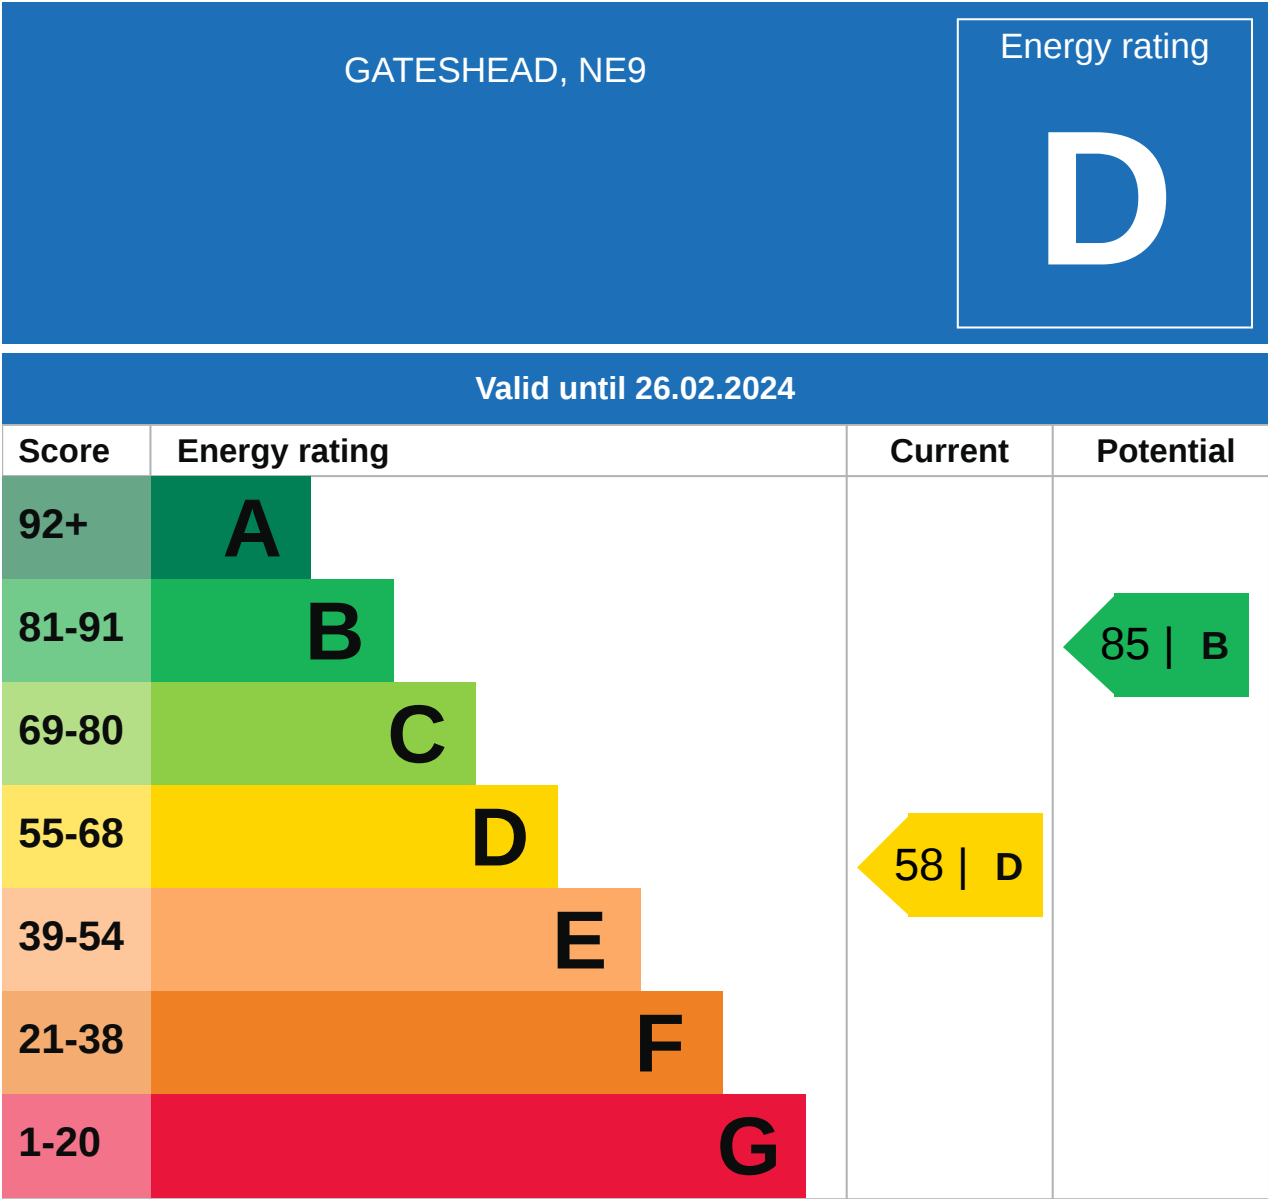 GATESHEAD, NE9
Energy rating
D
Valid until 26.02.2024
Score Energy rating Current Potential
92+ A
81-91 B 85 | B
69-80 C
55-68 D 58 | D
39-54 E
21-38 F
1-20 G